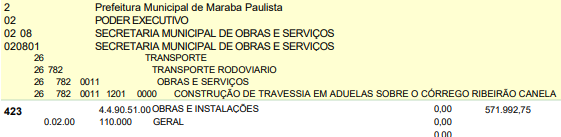 2 Prefeitura Municipal de Maraba Paulista
02 PODER EXECUTIVO
02 08 SECRETARIA MUNICIPAL DE OBRAS E SERVIÇOS
020801 SECRETARIA MUNICIPAL DE OBRAS E SERVIÇOS
26 TRANSPORTE
26 782 TRANSPORTE RODOVIARIO
26 782 0011 OBRAS E SERVIÇOS
26 782 0011 1201 0000 CONSTRUÇÃO DE TRAVESSIA EM ADUELAS SOBRE O CÓRREGO RIBEIRÃO CANELA
423 4.4.90.51.00 OBRAS E INSTALAÇÕES 0,00 571.992,75
0.02.00 110.000 GERAL 0,00
0,00